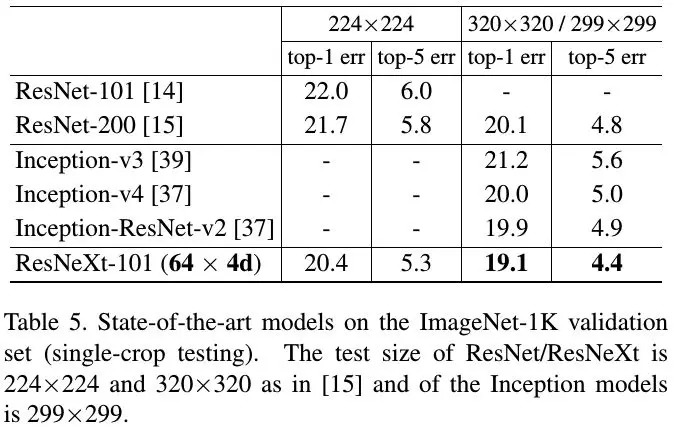 224×224 320×320 / 299×299
top-1 err top-5 err top-1 err top-5 err
ResNet-101 [14] 22.0 6.0 - -
ResNet-200 [15] 21.7 5.8 20.1 4.8
Inception-v3 [39] - - 21.2 5.6
Inception-v4 [37] - - 20.0 5.0
Inception-ResNet-v2 [37] - - 19.9 4.9
ResNeXt-101 (64 × 4d) 20.4 5.3 19.1 4.4
Table 5. State-of-the-art models on the ImageNet-1K validation
set (single-crop testing). The test size of ResNet/ResNeXt is
224×224 and 320×320 as in [15] and of the Inception models
is 299×299.